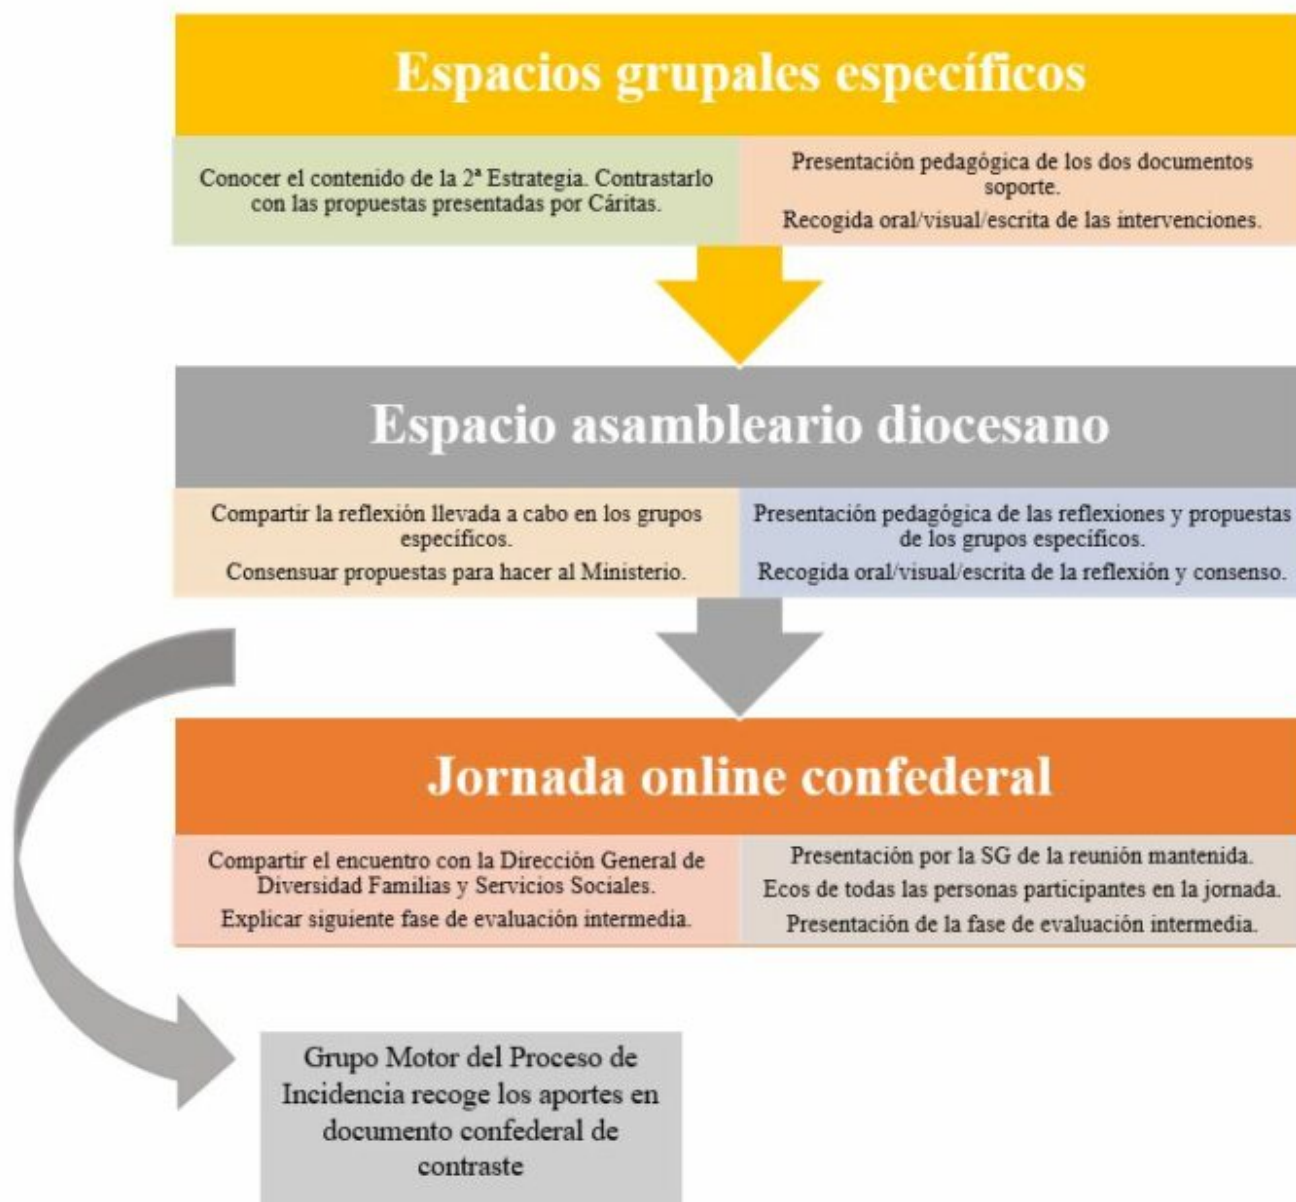 Espacios grupales específicos
Conocer el contenido de la 2ª Estrategia. Contrastarlo
con las propuestas presentadas por Cáritas.
Presentación pedagógica de los dos documentos
soporte.
Recogida oral/visual/escrita de las intervenciones.
Espacio asambleario diocesano
Compartir la reflexión llevada a cabo en los grupos
específicos.
Consensuar propuestas para hacer al Ministerio.
Presentación pedagógica de las reflexiones y propuestas
de los grupos específicos.
Recogida oral/visual/escrita de la reflexión y consenso.
Jornada online confederal
Compartir el encuentro con la Dirección General de
Diversidad Familias y Servicios Sociales.
Explicar siguiente fase de evaluación intermedia.
Presentación por la SG de la reunión mantenida.
Ecos de todas las personas participantes en la jornada.
Presentación de la fase de evaluación intermedia.
Grupo Motor del Proceso de
Incidencia recoge los aportes en
documento confederal de
contraste